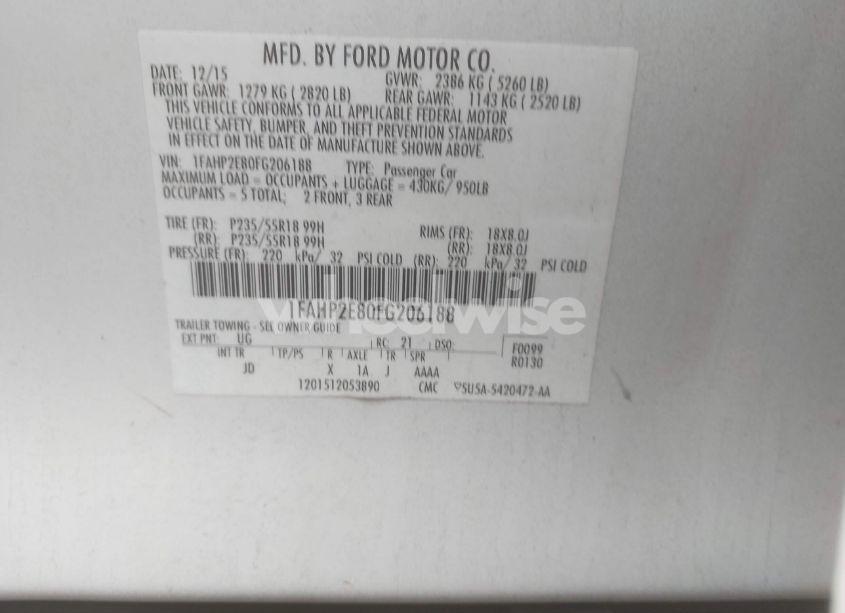 MFD. BY FORD MOTOR CO.
DATE: 12/15 GVWR: 2386 KG ( 5260 LB)
FRONT GAWR: 1279 KG ( 2820 LB) REAR GAWR: 1143 KG ( 2520 LB)
THIS VEHICLE CONFORMS TO ALL APPLICABLE FEDERAL MOTOR
VEHICLE SAFETY, BUMPER, AND THEFT PREVENTION STANDARDS
IN EFFECT ON THE DATE OF MANUFACTURE SHOWN ABOVE.
VIN: 1FAHP2E80FG206188 TYPE: Passenger Car
MAXIMUM LOAD = OCCUPANTS + LUGGAGE = 430KG/ 950LB
OCCUPANTS = 5 TOTAL; 2 FRONT, 3 REAR
TIRE (FR): P235/55R18 99H RIMS (FR): 18X8.0J
(RR): P235/55R18 99H (RR): 18X8.0J
PRESSURE (FR): 220 kPa/ 32 PSI COLD (RR): 220 kPa/ 32 PSI COLD
1FAHP2E80FG206188
wheelwise
TRAILER TOWING - SEE OWNER GUIDE
EXT PNT: UG RC: 21 DSO: F0099
INT TR TP/PS R AXLE TR SPR R0130
JD X 1A J AAAA
1201512053890 CMC 5U5A-5420472-AA